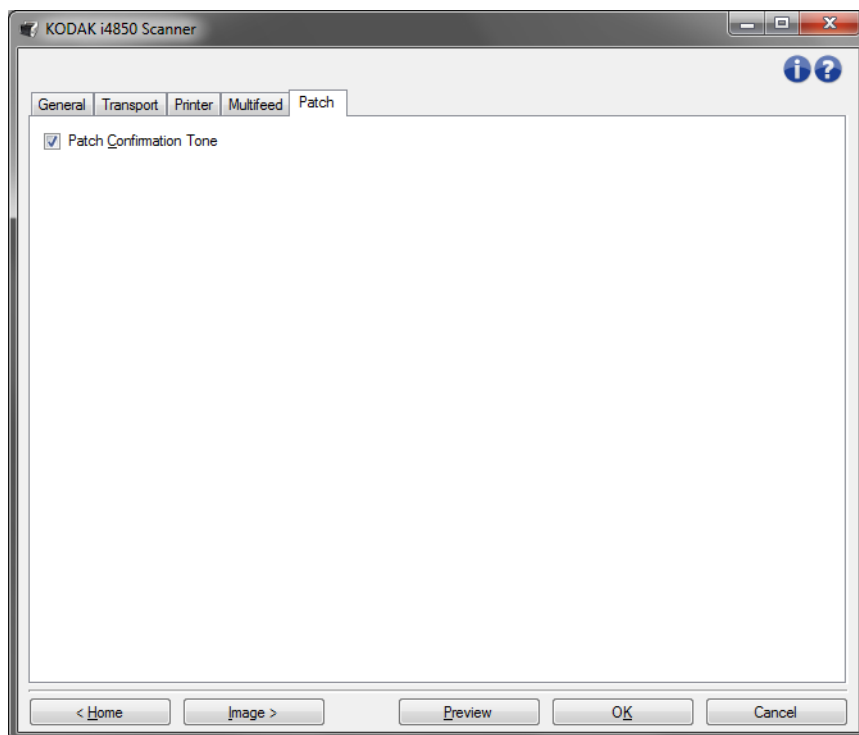 KODAK i4850 Scanner
i ?
General Transport Printer Multifeed Patch
Patch Confirmation Tone
< Home Image > Preview OK Cancel